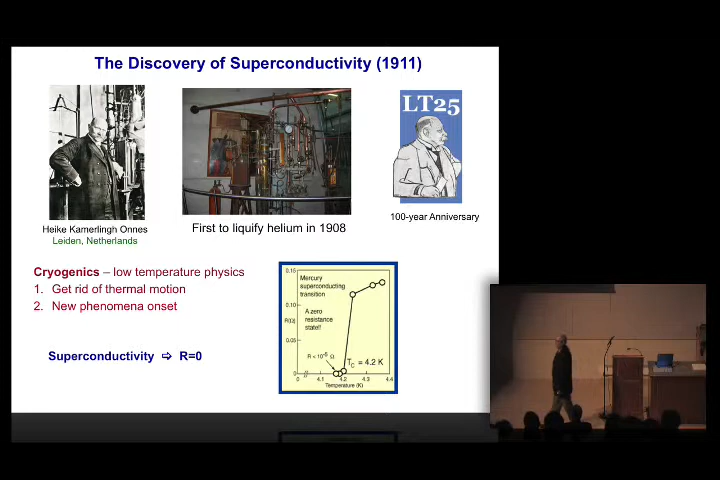 The Discovery of Superconductivity (1911)
LT25
Heike Kamerlingh Onnes
Leiden, Netherlands
First to liquify helium in 1908
100-year Anniversary
Cryogenics – low temperature physics
1. Get rid of thermal motion
2. New phenomena onset
Superconductivity ⇨ R=0
0.15
Mercury
superconducting
transition
0.10
A zero
resistance
state!!
R(Ω)
0.05
R < 10⁻⁶ Ω
T_C = 4.2 K
0
0 // 4.1 4.2 4.3 4.4
Temperature (K)